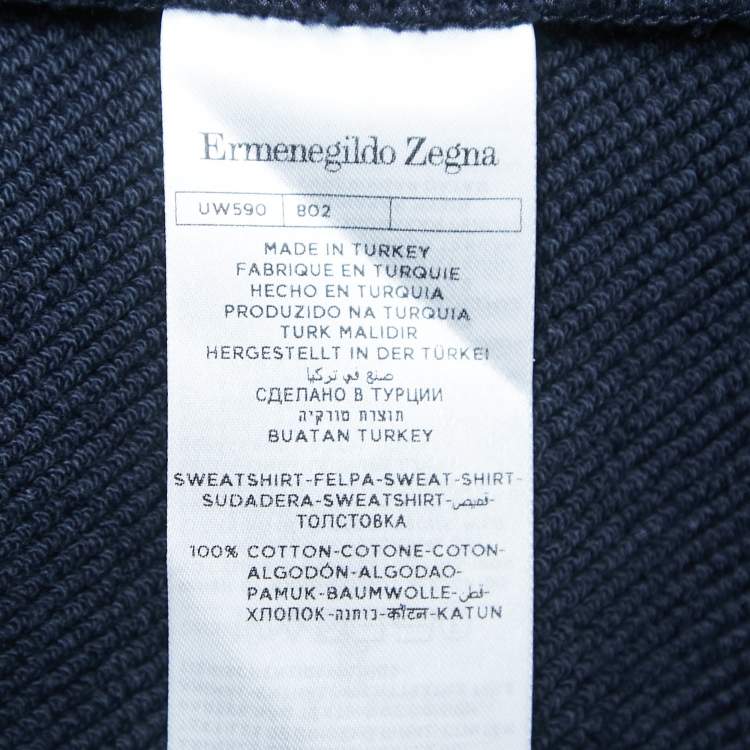 Ermenegildo Zegna
UW590 802
MADE IN TURKEY
FABRIQUE EN TURQUIE
HECHO EN TURQUIA
PRODUZIDO NA TURQUIA
TURK MALIDIR
HERGESTELLT IN DER TÜRKEI
صنع في تركيا
СДЕЛАНО В ТУРЦИИ
תוצרת טורקיה
BUATAN TURKEY
SWEATSHIRT-FELPA-SWEAT-SHIRT-
SUDADERA-SWEATSHIRT-قميص-
ТОЛСТОВКА
100% COTTON-COTONE-COTON-
ALGODÓN-ALGODAO-
PAMUK-BAUMWOLLE-قطن-
ХЛОПОК-כותנה-कॉटन-KATUN